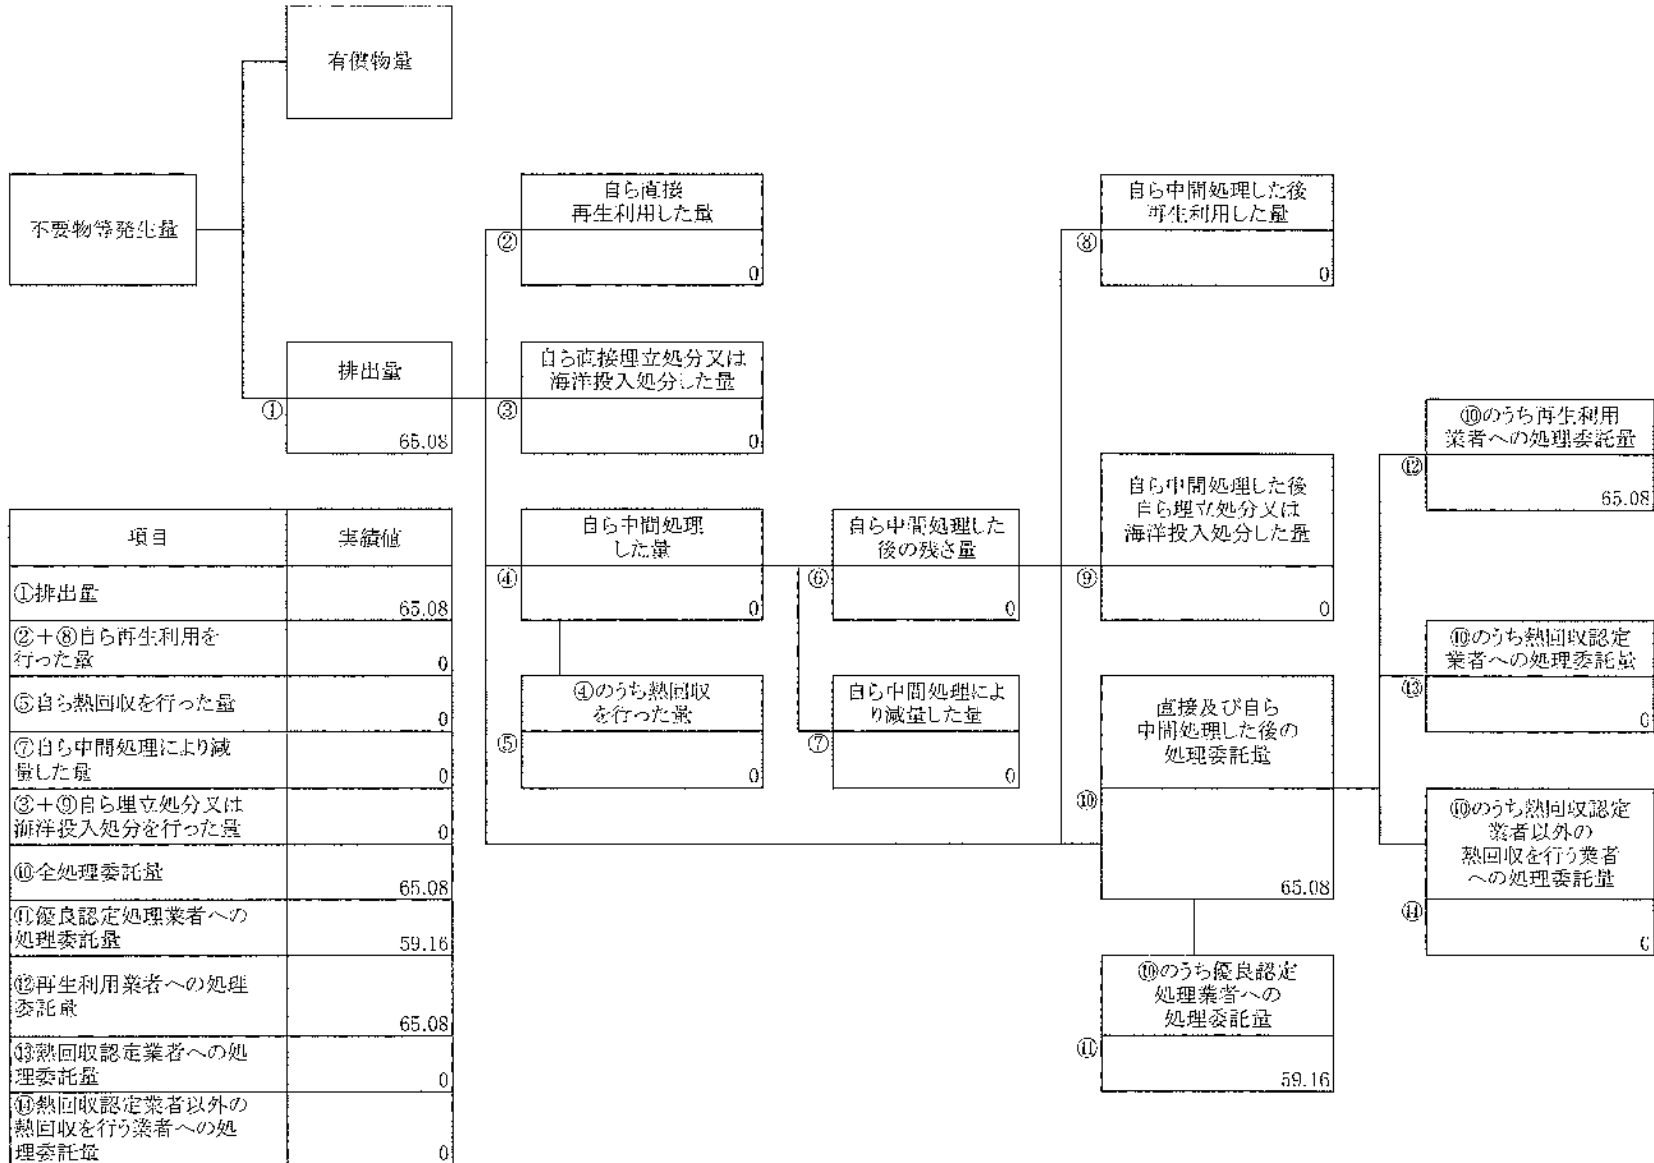 有償物量
不要物等発生量
排出量
①
65.08
自ら直接
再生利用した量
②
0
自ら直接埋立処分又は
海洋投入処分した量
③
0
自ら中間処理
した量
④
0
④のうち熱回収
を行った量
⑤
0
自ら中間処理した
後の残さ量
⑥
0
自ら中間処理によ
り減量した量
⑦
0
自ら中間処理した後
再生利用した量
⑧
0
自ら中間処理した後
自ら埋立処分又は
海洋投入処分した量
⑨
0
直接及び自ら
中間処理した後の
処理委託量
⑩
65.08
⑩のうち優良認定
処理業者への
処理委託量
⑪
59.16
⑩のうち再生利用
業者への処理委託量
⑫
65.08
⑩のうち熱回収認定
業者への処理委託量
⑬
0
⑩のうち熱回収認定
業者以外の
熱回収を行う業者
への処理委託量
⑭
0
項目 実績値
①排出量 65.08
②+⑧自ら再生利用を
行った量 0
⑤自ら熱回収を行った量 0
⑦自ら中間処理により減
量した量 0
③+⑨自ら埋立処分又は
海洋投入処分を行った量 0
⑩全処理委託量 65.08
⑪優良認定処理業者への
処理委託量 59.16
⑫再生利用業者への処理
委託量 65.08
⑬熱回収認定業者への処
理委託量 0
⑭熱回収認定業者以外の
熱回収を行う業者への処
理委託量 0